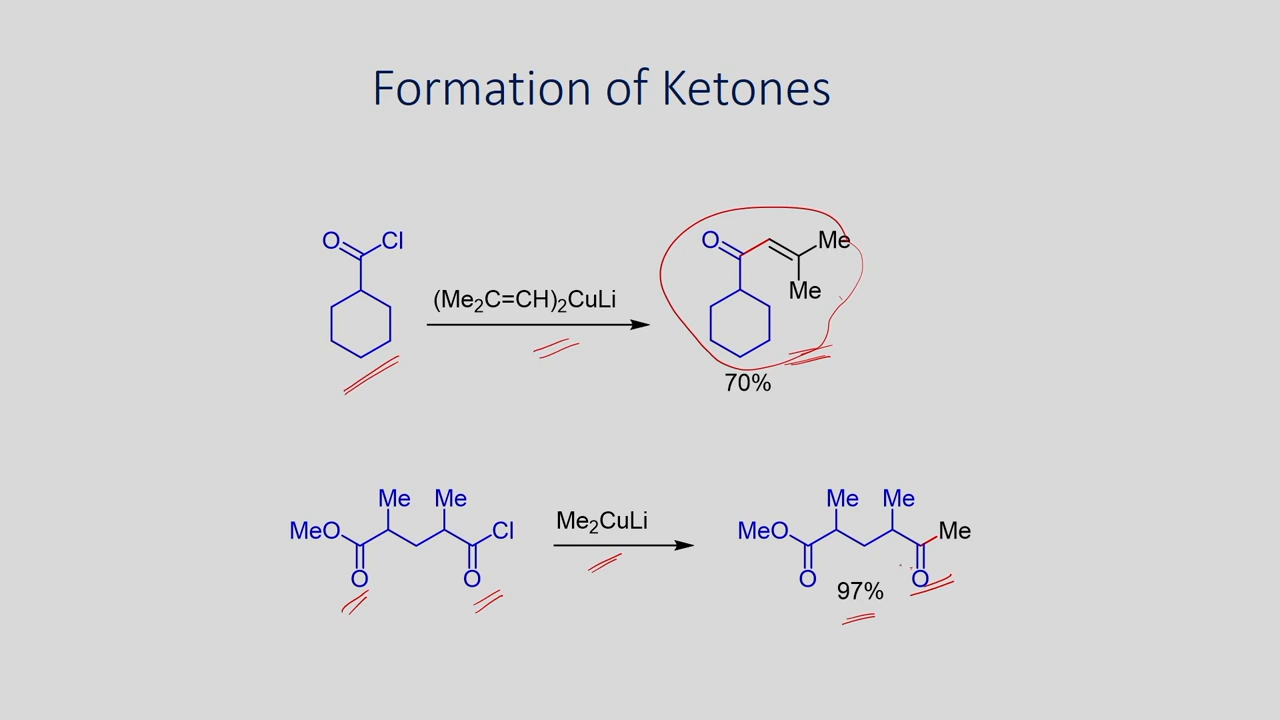 Formation of Ketones
O Cl
(Me₂C=CH)₂CuLi
O Me
Me
70%
Me Me
MeO Cl
O O
Me₂CuLi
Me Me
MeO Me
O O
97%